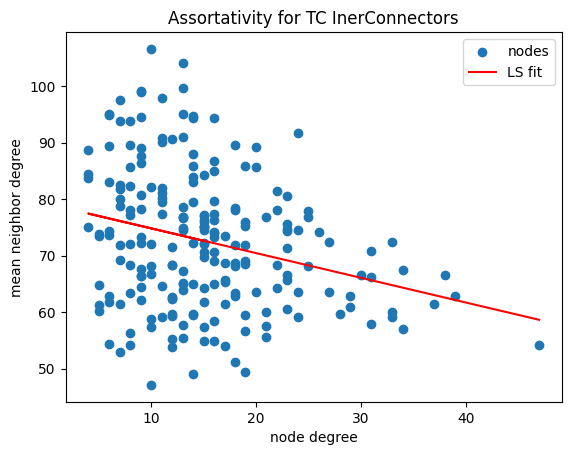 Assortativity for TC InerConnectors
nodes
LS fit
mean neighbor degree
100
90
80
70
60
50
10
20
30
40
node degree